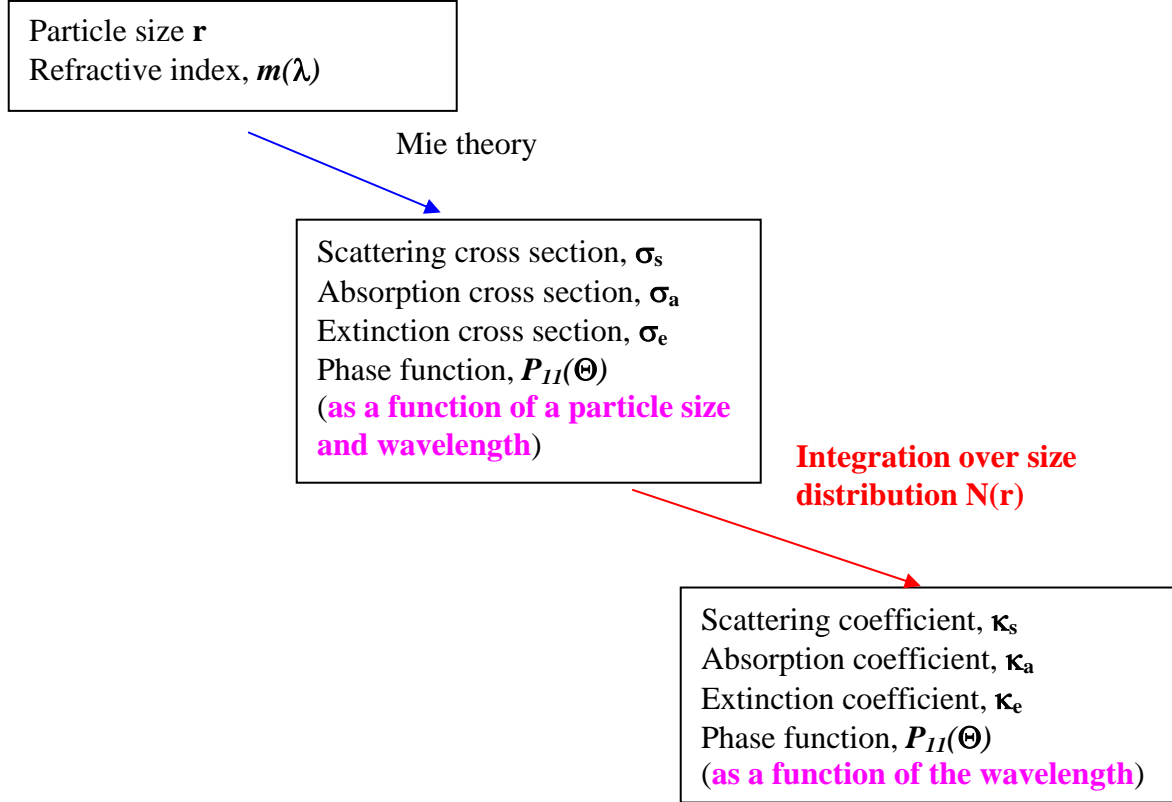 Particle size r
Refractive index, m(λ)
Mie theory
Scattering cross section, σs
Absorption cross section, σa
Extinction cross section, σe
Phase function, P11(Θ)
(as a function of a particle size
and wavelength)
Integration over size
distribution N(r)
Scattering coefficient, κs
Absorption coefficient, κa
Extinction coefficient, κe
Phase function, P11(Θ)
(as a function of the wavelength)